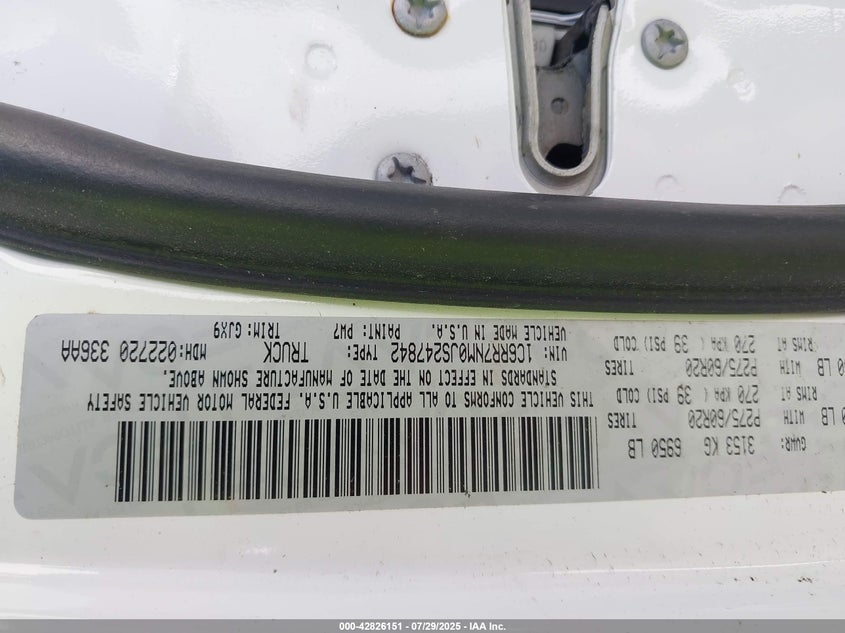 GVWR: 3153 KG 6950 LB
0 LB WITH P275/60R20 TIRES
RIMS AT 270 KPA ( 39 PSI) COLD
0 LB WITH P275/60R20 TIRES
RIMS AT 270 KPA ( 39 PSI) COLD
THIS VEHICLE CONFORMS TO ALL APPLICABLE U.S.A. FEDERAL MOTOR VEHICLE SAFETY
STANDARDS IN EFFECT ON THE DATE OF MANUFACTURE SHOWN ABOVE.
VIN: 1C6RR7WM0JS247842 TYPE: TRUCK MDH:022720 336AA
VEHICLE MADE IN U.S.A. PAINT: PW7 TRIM: GJX9
000-42826151 - 07/29/2025 - IAA Inc.